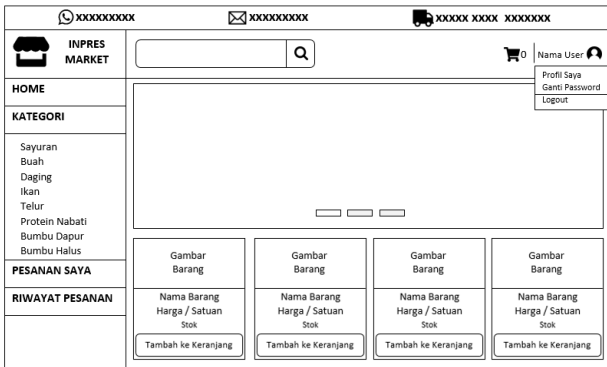 xxxxxxxxx
xxxxxxxxx
xxxxx xxxx xxxxxxx
INPRES
MARKET
0
Nama User
Profil Saya
Ganti Password
Logout
HOME
KATEGORI
Sayuran
Buah
Daging
Ikan
Telur
Protein Nabati
Bumbu Dapur
Bumbu Halus
PESANAN SAYA
RIWAYAT PESANAN
Gambar
Barang
Nama Barang
Harga / Satuan
Stok
Tambah ke Keranjang
Gambar
Barang
Nama Barang
Harga / Satuan
Stok
Tambah ke Keranjang
Gambar
Barang
Nama Barang
Harga / Satuan
Stok
Tambah ke Keranjang
Gambar
Barang
Nama Barang
Harga / Satuan
Stok
Tambah ke Keranjang